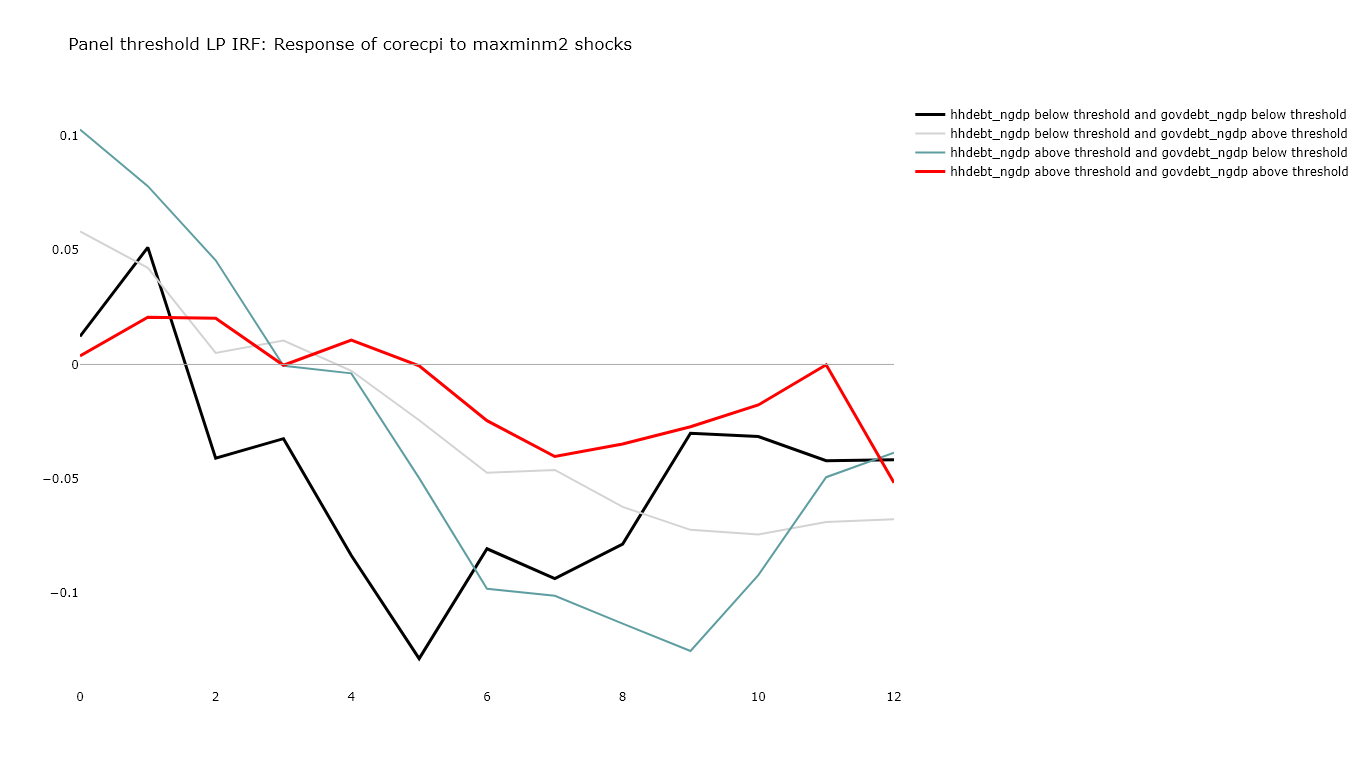 Panel threshold LP IRF: Response of corecpi to maxminm2 shocks
hhdebt_ngdp below threshold and govdebt_ngdp below threshold
hhdebt_ngdp below threshold and govdebt_ngdp above threshold
hhdebt_ngdp above threshold and govdebt_ngdp below threshold
hhdebt_ngdp above threshold and govdebt_ngdp above threshold
0.1
0.05
0
−0.05
−0.1
0 2 4 6 8 10 12